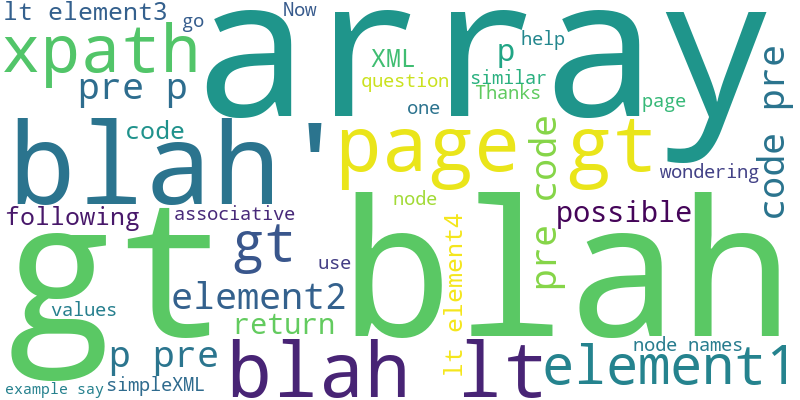 lt element3
go
Now
array
xpath
XML
help
p
similar
question
Thanks
pre p
one
page
code pre
code
blah'
page gt
pre code
wondering
node
possible
following
associative
gt
gt blah
use
element2
lt element4
values
return
p pre
blah lt
node names
element1
example say
simpleXML